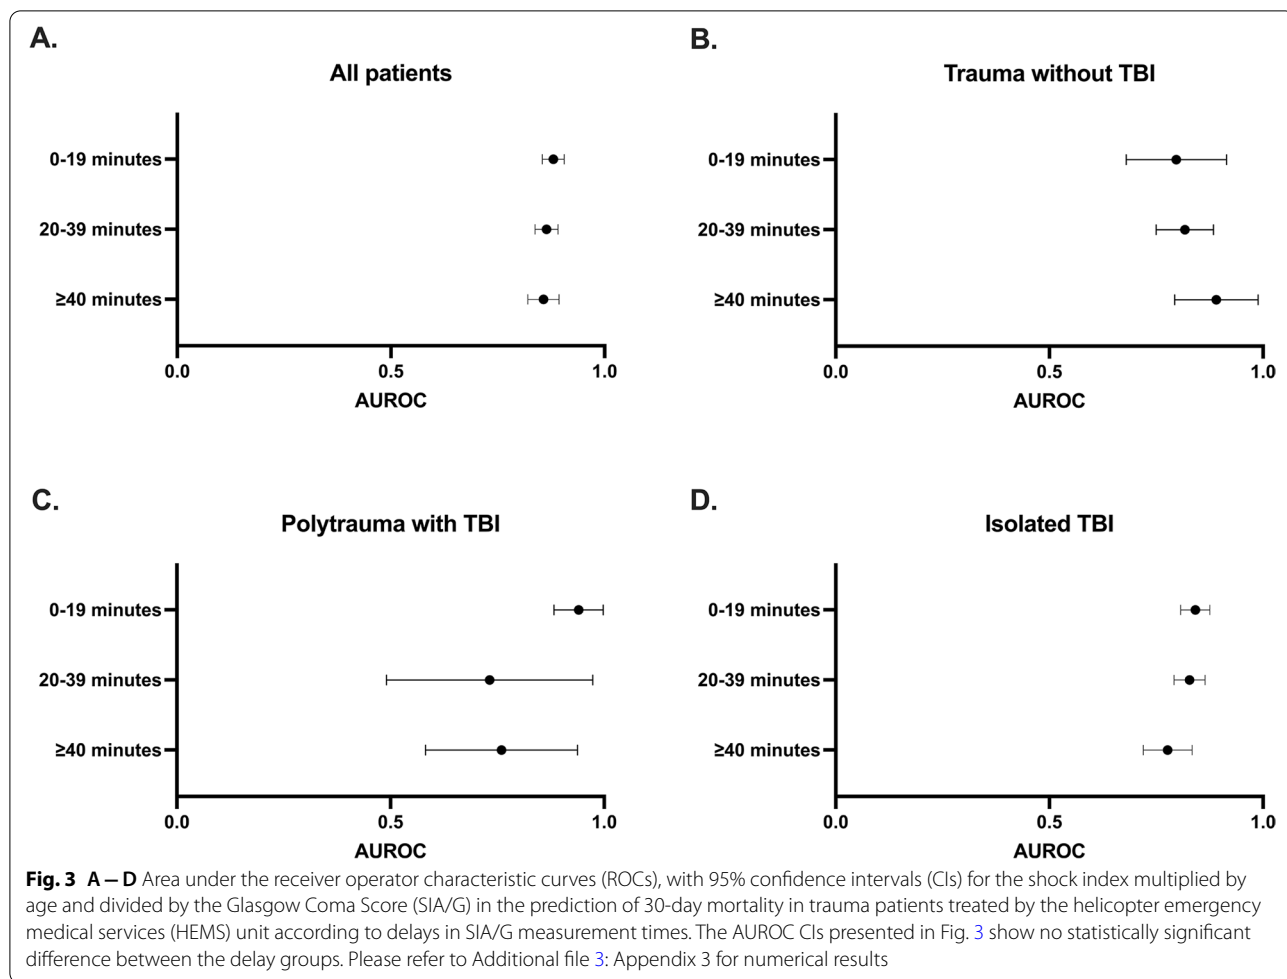 A.
All patients
0-19 minutes
20-39 minutes
≥40 minutes
0.0 0.5 1.0
AUROC
B.
Trauma without TBI
0-19 minutes
20-39 minutes
≥40 minutes
0.0 0.5 1.0
AUROC
C.
Polytrauma with TBI
0-19 minutes
20-39 minutes
≥40 minutes
0.0 0.5 1.0
AUROC
D.
Isolated TBI
0-19 minutes
20-39 minutes
≥40 minutes
0.0 0.5 1.0
AUROC
Fig. 3 A – D Area under the receiver operator characteristic curves (ROCs), with 95% confidence intervals (CIs) for the shock index multiplied by
age and divided by the Glasgow Coma Score (SIA/G) in the prediction of 30-day mortality in trauma patients treated by the helicopter emergency
medical services (HEMS) unit according to delays in SIA/G measurement times. The AUROC CIs presented in Fig. 3 show no statistically significant
difference between the delay groups. Please refer to Additional file 3: Appendix 3 for numerical results